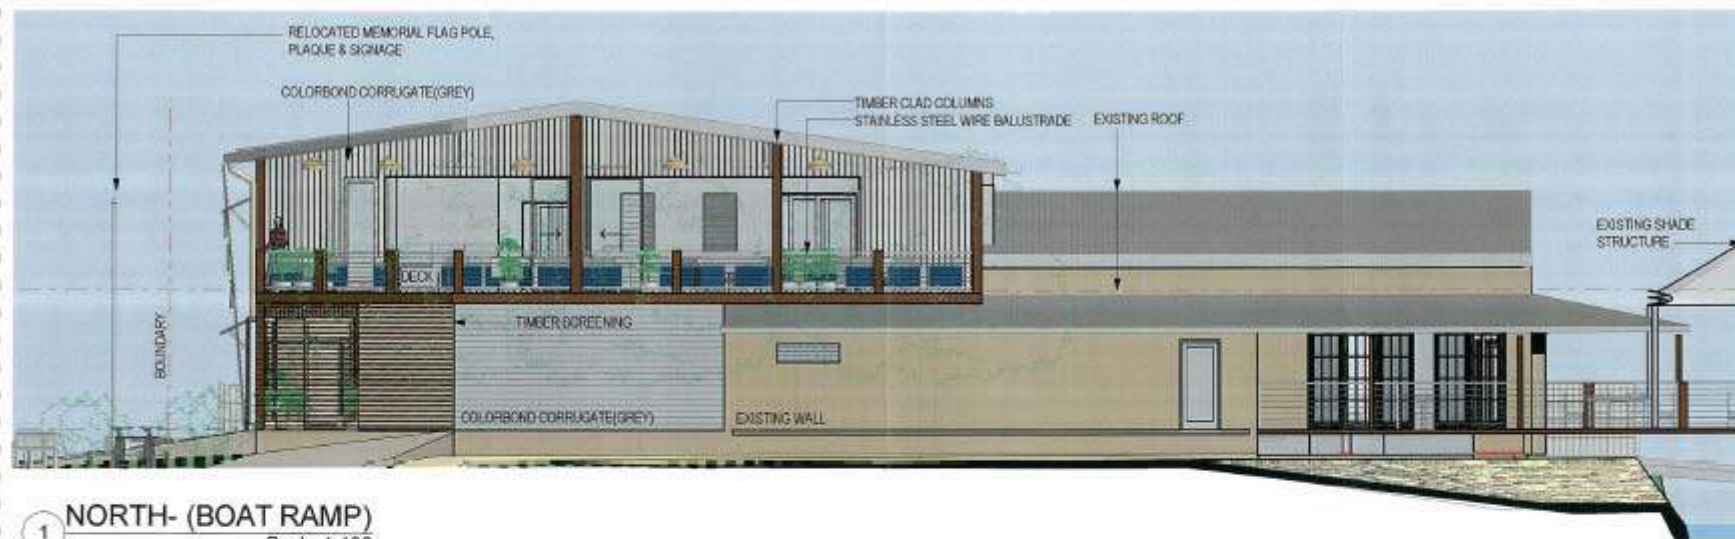 RELOCATED MEMORIAL FLAG POLE,
PLAQUE & SIGNAGE
COLORBOND CORRUGATE(GREY)
TIMBER CLAD COLUMNS
STAINLESS STEEL WIRE BALUSTRADE
EXISTING ROOF
EXISTING SHADE
STRUCTURE
DECK
TIMBER SCREENING
BOUNDARY
COLORBOND CORRUGATE(GREY)
EXISTING WALL
1
NORTH- (BOAT RAMP)